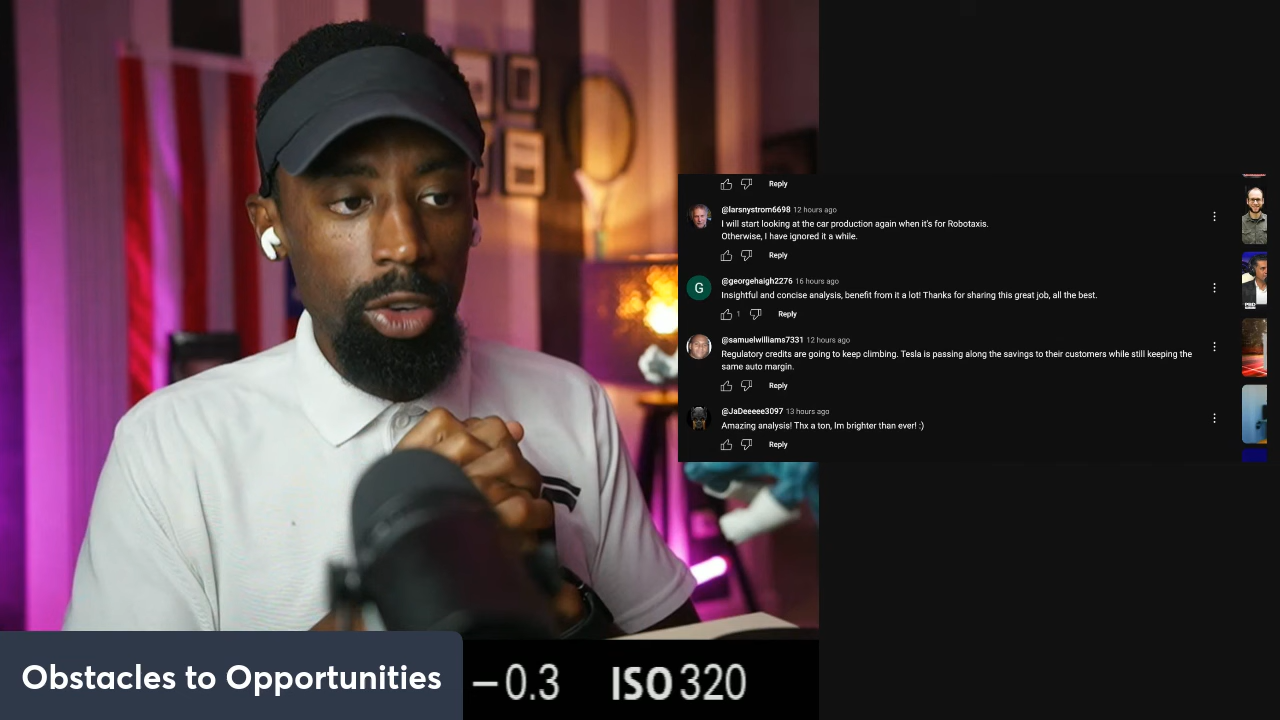 Reply
@larsnystrom6698 12 hours ago
I will start looking at the car production again when it's for Robotaxis.
Otherwise, I have ignored it a while.
Reply
G
@georgehaigh2276 16 hours ago
Insightful and concise analysis, benefit from it a lot! Thanks for sharing this great job, all the best.
1 Reply
@samuelwilliams7331 12 hours ago
Regulatory credits are going to keep climbing. Tesla is passing along the savings to their customers while still keeping the
same auto margin.
Reply
@JaDeeeee3097 13 hours ago
Amazing analysis! Thx a ton, Im brighter than ever! :)
Reply
PBD
Obstacles to Opportunities
–0.3 ISO 320